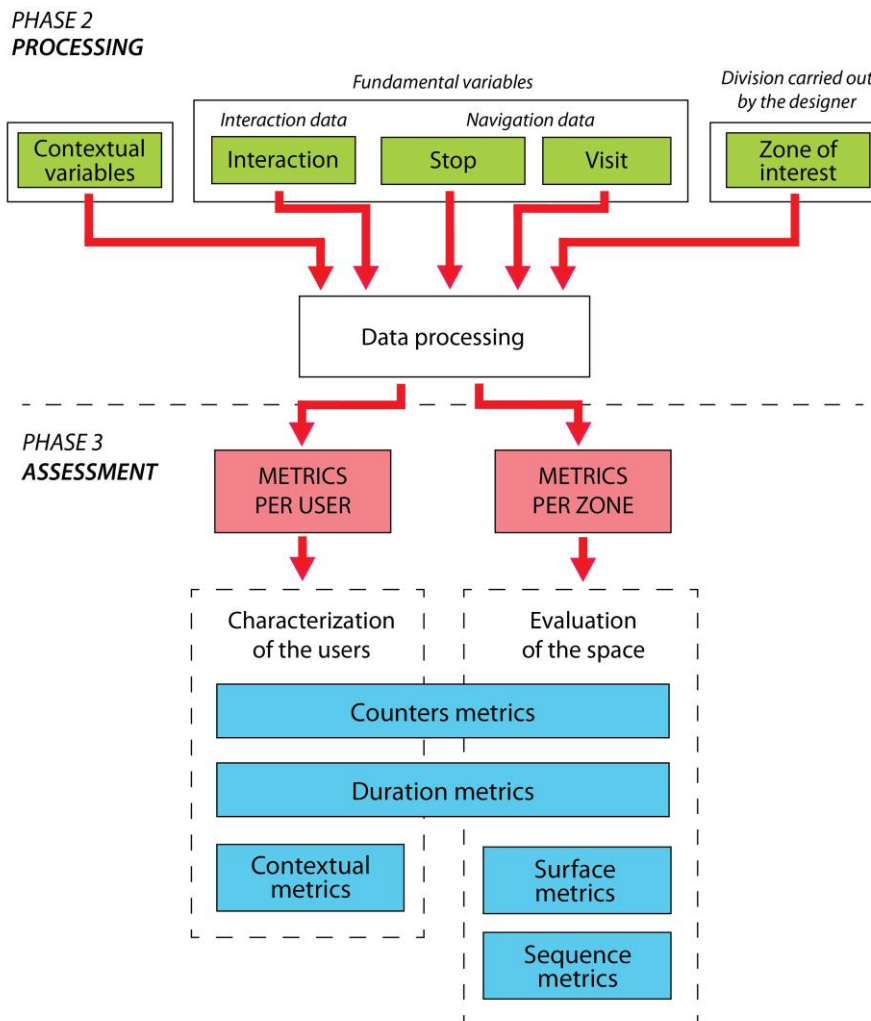 PHASE 2
PROCESSING
Fundamental variables
Division carried out
by the designer
Interaction data
Navigation data
Contextual
variables
Interaction
Stop
Visit
Zone of
interest
Data processing
PHASE 3
ASSESSMENT
METRICS
PER USER
METRICS
PER ZONE
Characterization
of the users
Evaluation
of the space
Counters metrics
Duration metrics
Contextual
metrics
Surface
metrics
Sequence
metrics